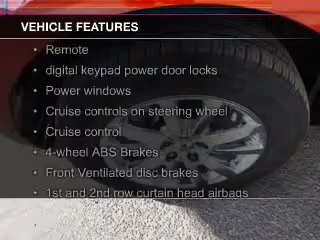 VEHICLE FEATURES
• Remote
• digital keypad power door locks
• Power windows
• Cruise controls on steering wheel
• Cruise control
• 4-wheel ABS Brakes
• Front Ventilated disc brakes
• 1st and 2nd row curtain head airbags